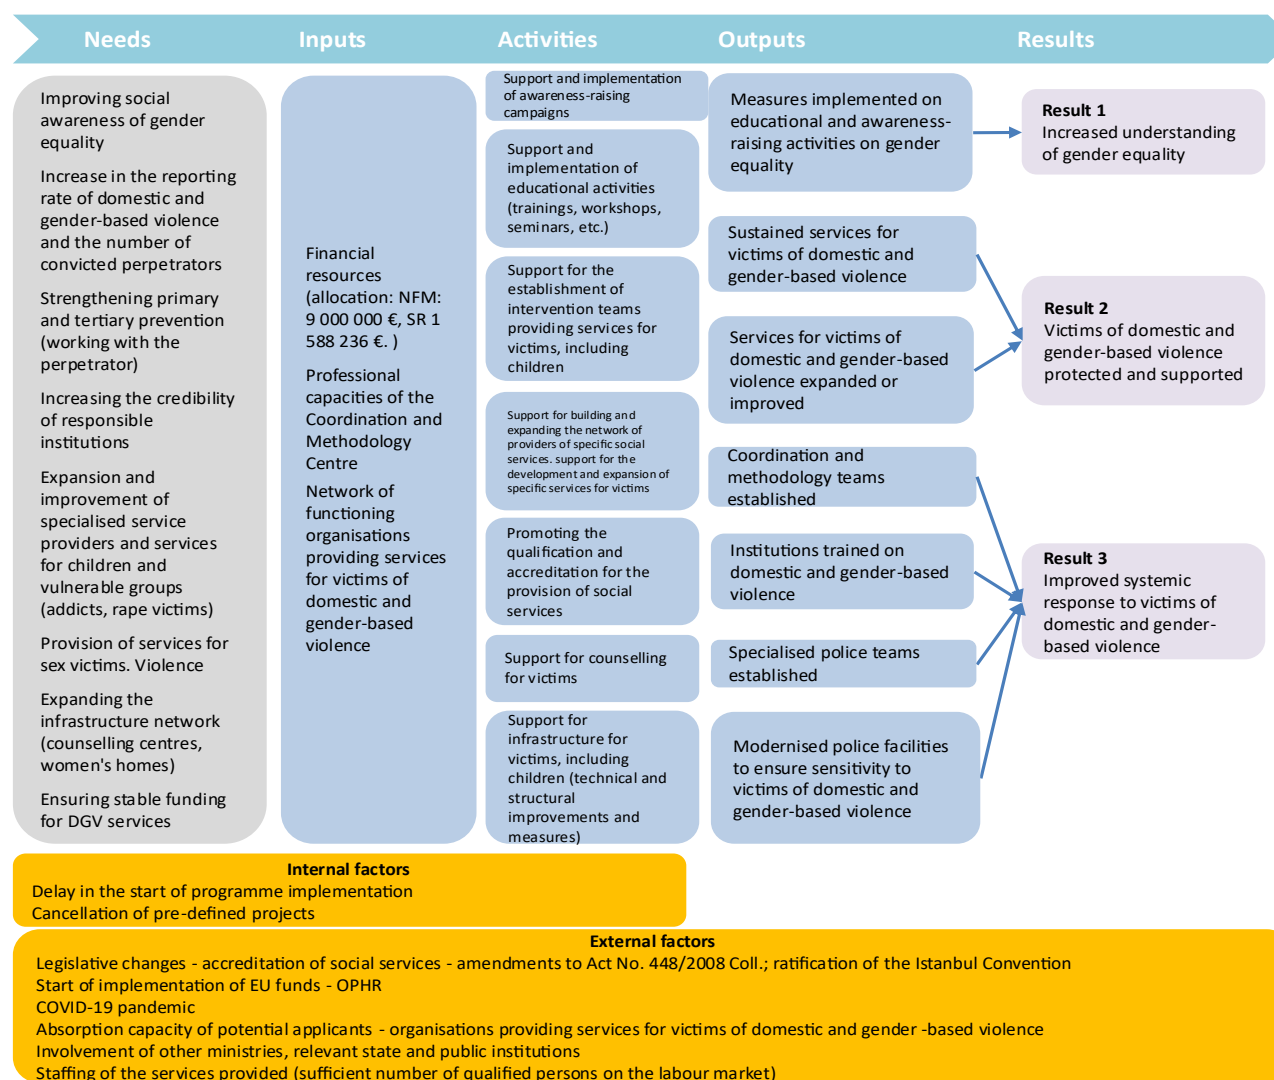 Needs
Inputs
Activities
Outputs
Results
Improving social
awareness of gender
equality
Increase in the reporting
rate of domestic and
gender-based violence
and the number of
convicted perpetrators
Strengthening primary
and tertiary prevention
(working with the
perpetrator)
Increasing the credibility
of responsible
institutions
Expansion and
improvement of
specialised service
providers and services
for children and
vulnerable groups
(addicts, rape victims)
Provision of services for
sex victims. Violence
Expanding the
infrastructure network
(counselling centres,
women's homes)
Ensuring stable funding
for DGV services
Financial
resources
(allocation: NFM:
9 000 000 €, SR 1
588 236 €. )
Professional
capacities of the
Coordination and
Methodology
Centre
Network of
functioning
organisations
providing services
for victims of
domestic and
gender-based
violence
Support and implementation
of awareness-raising
campaigns
Support and
implementation of
educational activities
(trainings, workshops,
seminars, etc.)
Support for the
establishment of
intervention teams
providing services for
victims, including
children
Support for building and
expanding the network of
providers of specific social
services. support for the
development and expansion of
specific services for victims
Promoting the
qualification and
accreditation for the
provision of social
services
Support for counselling
for victims
Support for
infrastructure for
victims, including
children (technical and
structural
improvements and
measures)
Measures implemented on
educational and awareness-
raising activities on gender
equality
Sustained services for
victims of domestic and
gender-based violence
Services for victims of
domestic and gender-based
violence expanded or
improved
Coordination and
methodology teams
established
Institutions trained on
domestic and gender-based
violence
Specialised police teams
established
Modernised police facilities
to ensure sensitivity to
victims of domestic and
gender-based violence
Result 1
Increased understanding
of gender equality
Result 2
Victims of domestic and
gender-based violence
protected and supported
Result 3
Improved systemic
response to victims of
domestic and gender-
based violence
Internal factors
Delay in the start of programme implementation
Cancellation of pre-defined projects
External factors
Legislative changes - accreditation of social services - amendments to Act No. 448/2008 Coll.; ratification of the Istanbul Convention
Start of implementation of EU funds - OPHR
COVID-19 pandemic
Absorption capacity of potential applicants - organisations providing services for victims of domestic and gender -based violence
Involvement of other ministries, relevant state and public institutions
Staffing of the services provided (sufficient number of qualified persons on the labour market)